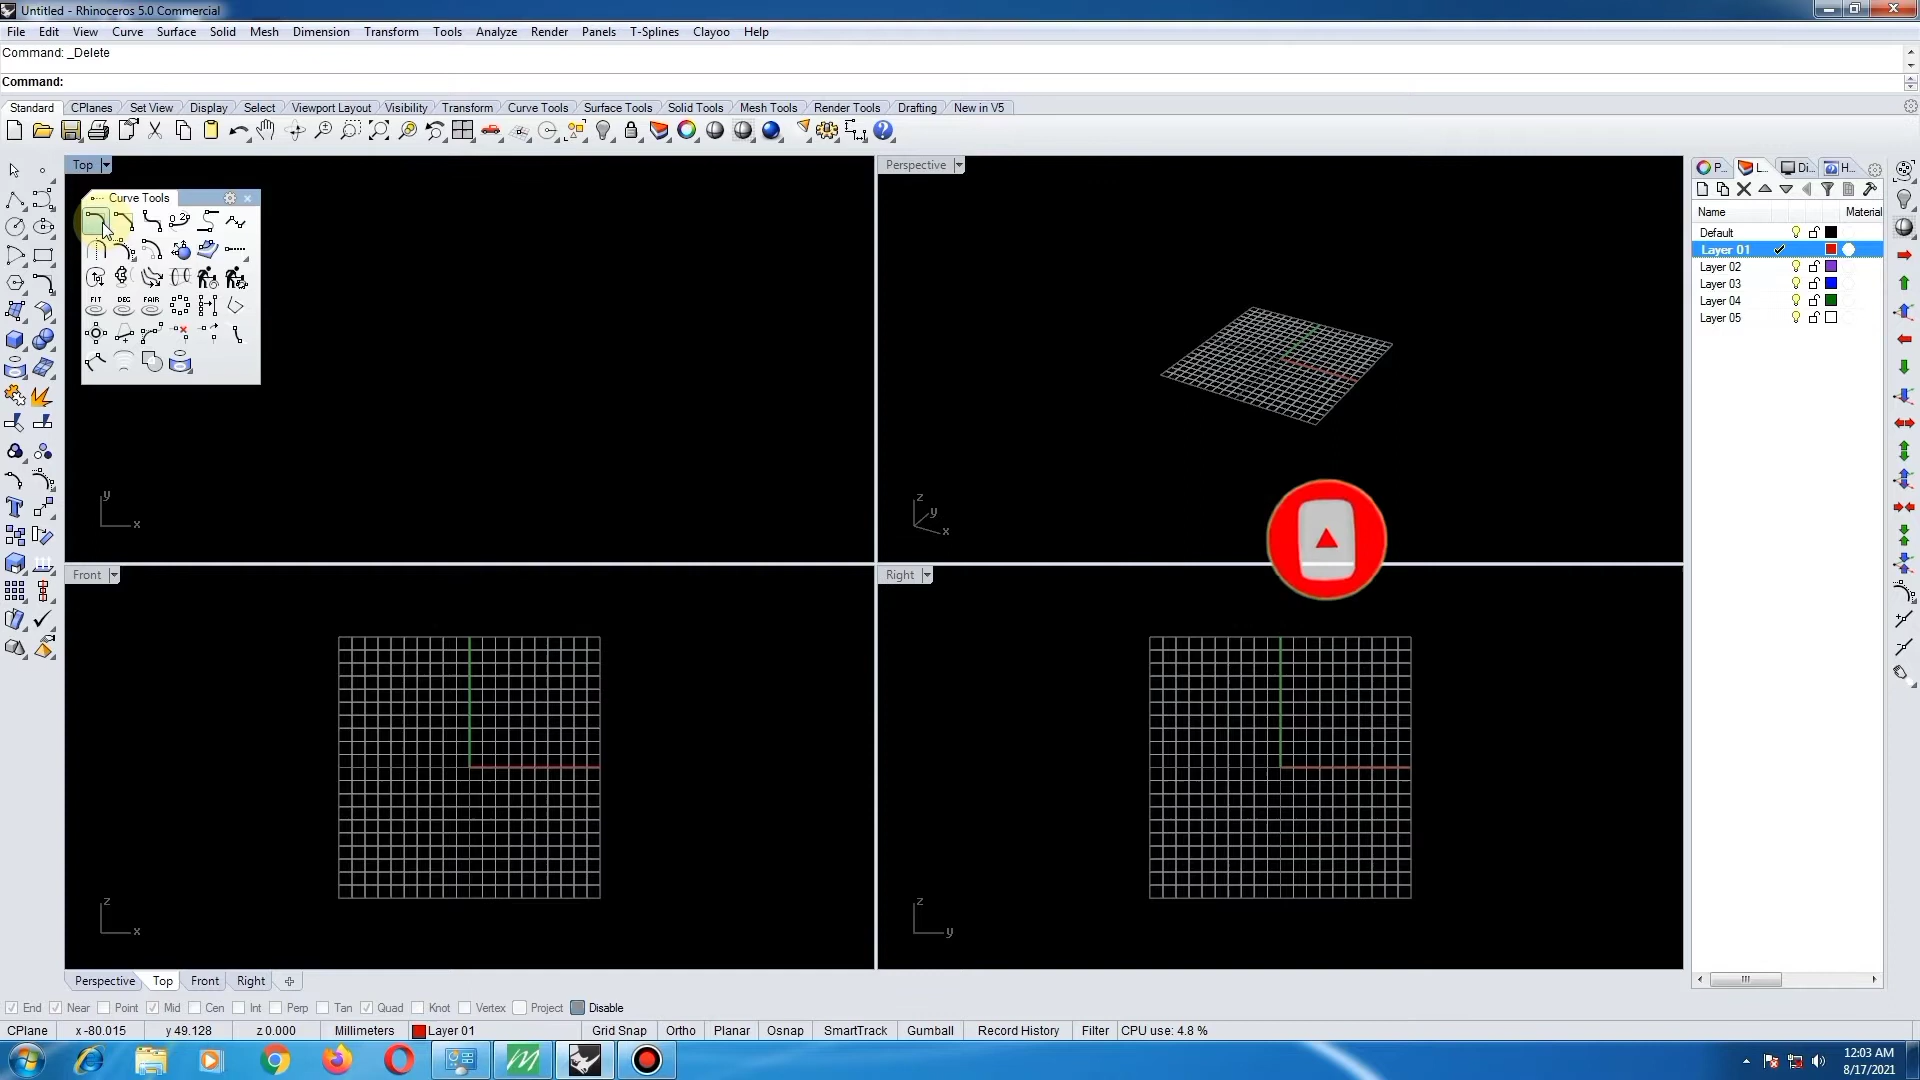 Untitled - Rhinoceros 5.0 Commercial
File Edit View Curve Surface Solid Mesh Dimension Transform Tools Analyze Render Panels T-Splines Clayoo Help
Command: _Delete
Command:
Standard CPlanes Set View Display Select Viewport Layout Visibility Transform Curve Tools Surface Tools Solid Tools Mesh Tools Render Tools Drafting New in V5
Top
Perspective
P... L... Di... H...
Curve Tools
Name Material
Default
Layer 01
Layer 02
Layer 03
Layer 04
Layer 05
FIT DEG FAIR
y
x
z
y
x
Front
Right
z
x
z
y
Perspective Top Front Right
End Near Point Mid Cen Int Perp Tan Quad Knot Vertex Project Disable
CPlane x -80.015 y 49.128 z 0.000 Millimeters Layer 01 Grid Snap Ortho Planar Osnap SmartTrack Gumball Record History Filter CPU use: 4.8 %
12:03 AM
8/17/2021